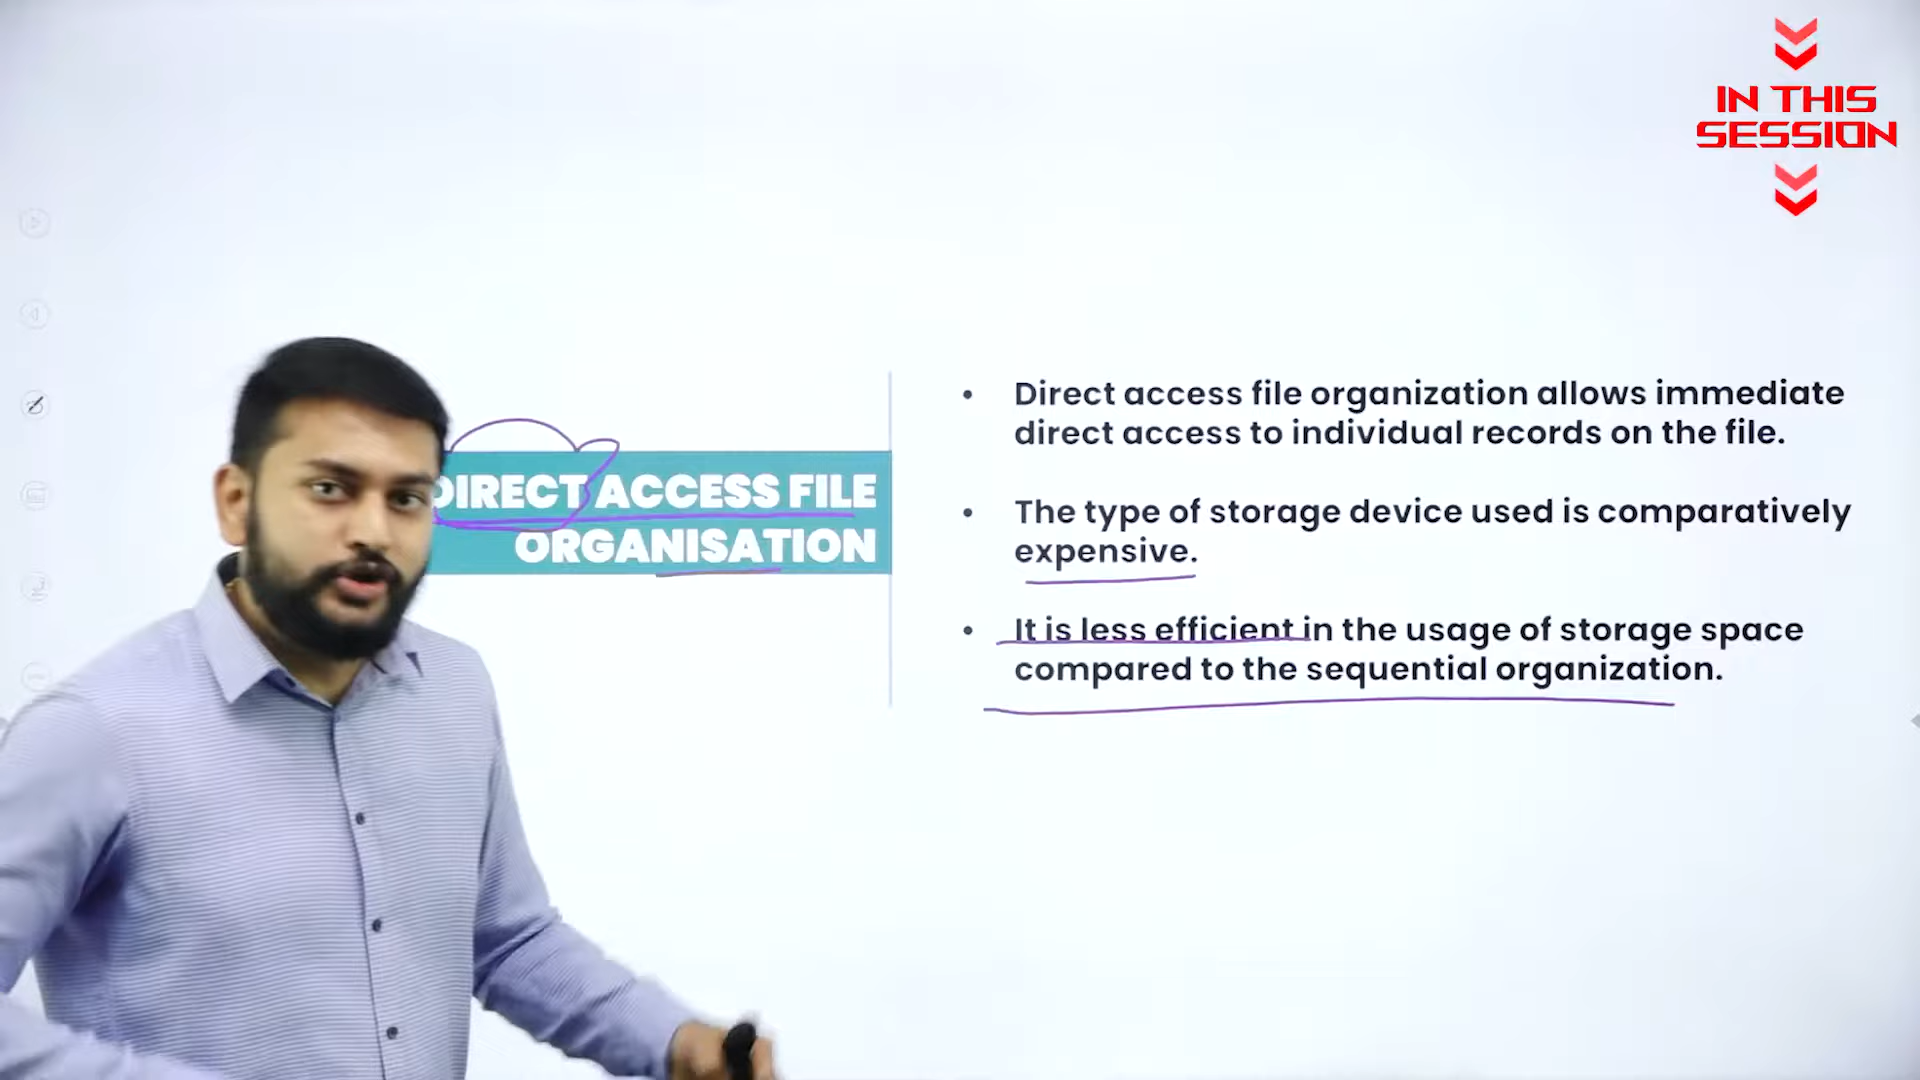 IN THIS
SESSION
DIRECT ACCESS FILE
ORGANISATION
• Direct access file organization allows immediate
direct access to individual records on the file.
• The type of storage device used is comparatively
expensive.
• It is less efficient in the usage of storage space
compared to the sequential organization.